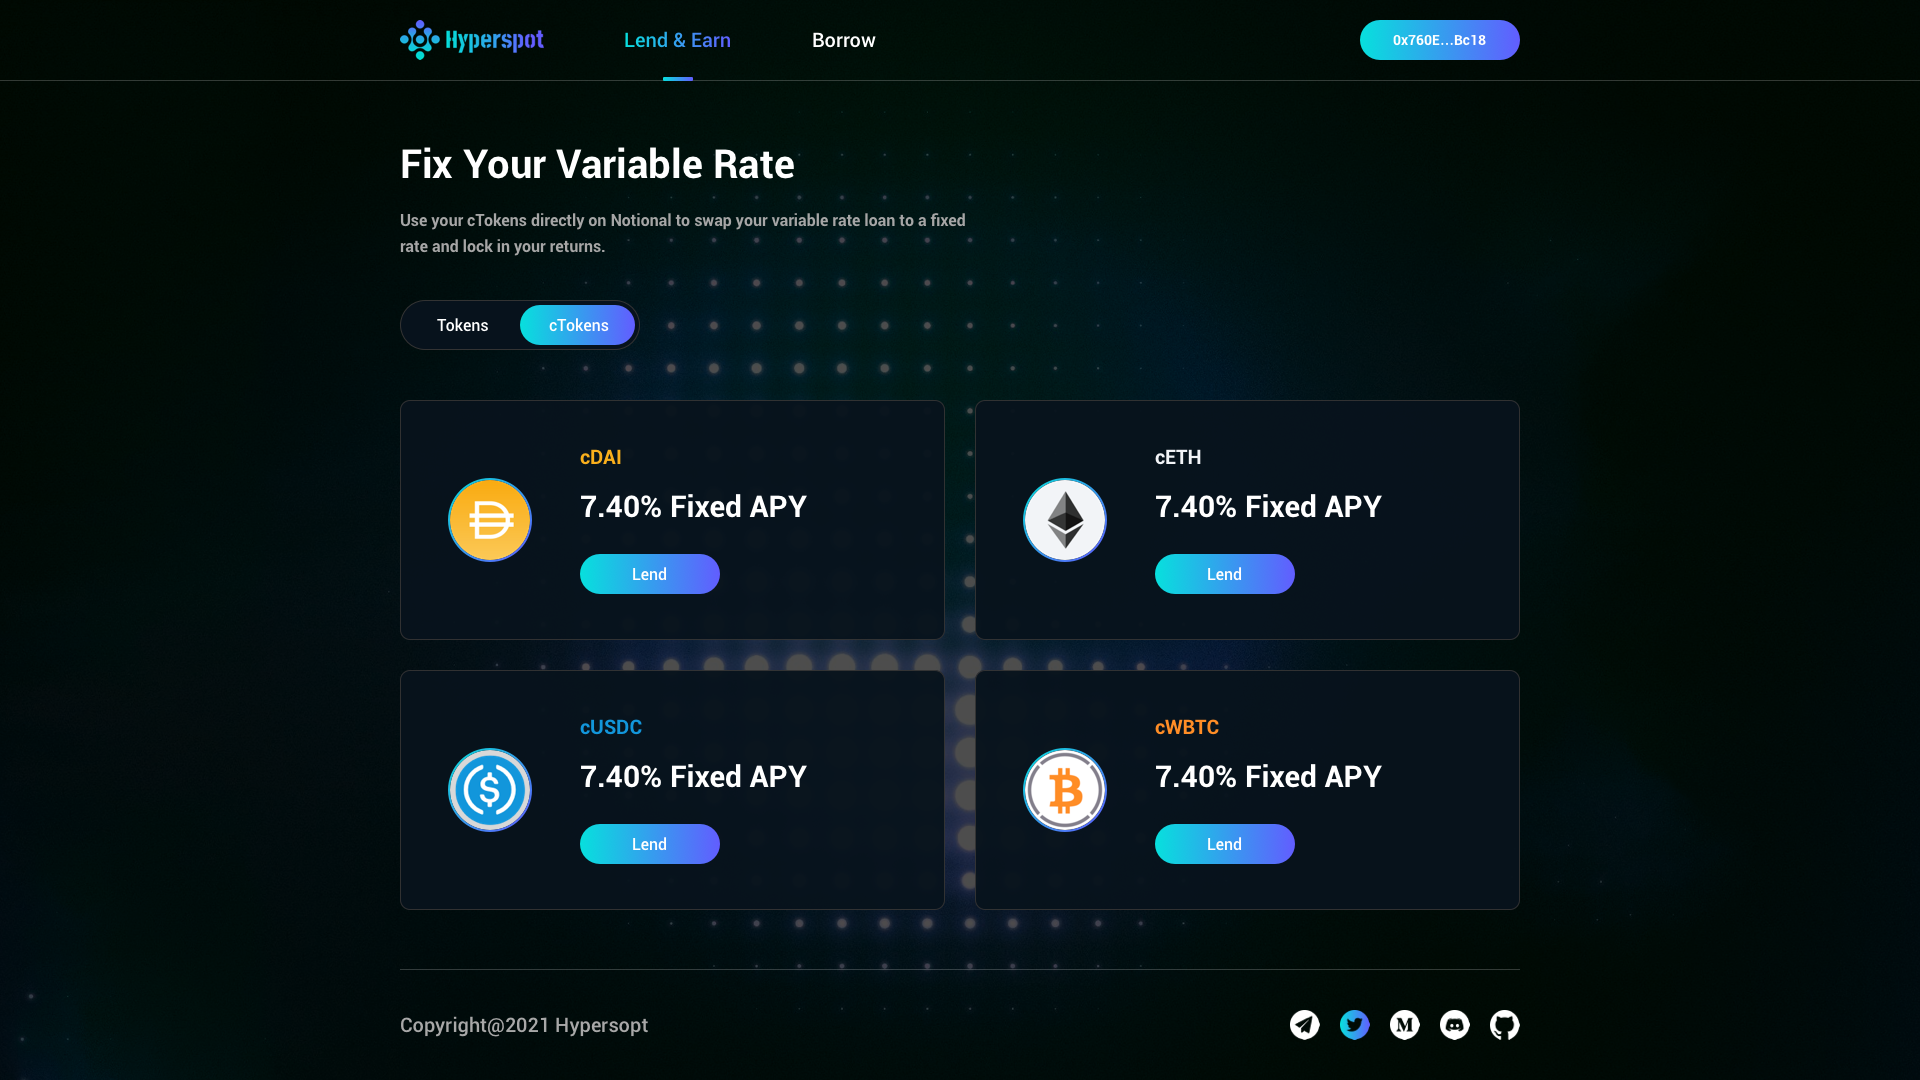 Hyperspot
Lend & Earn
Borrow
0x760E...Bc18
Fix Your Variable Rate
Use your cTokens directly on Notional to swap your variable rate loan to a fixed
rate and lock in your returns.
Tokens
cTokens
cDAI
7.40% Fixed APY
Lend
cETH
7.40% Fixed APY
Lend
cUSDC
7.40% Fixed APY
Lend
cWBTC
7.40% Fixed APY
Lend
Copyright@2021 Hypersopt